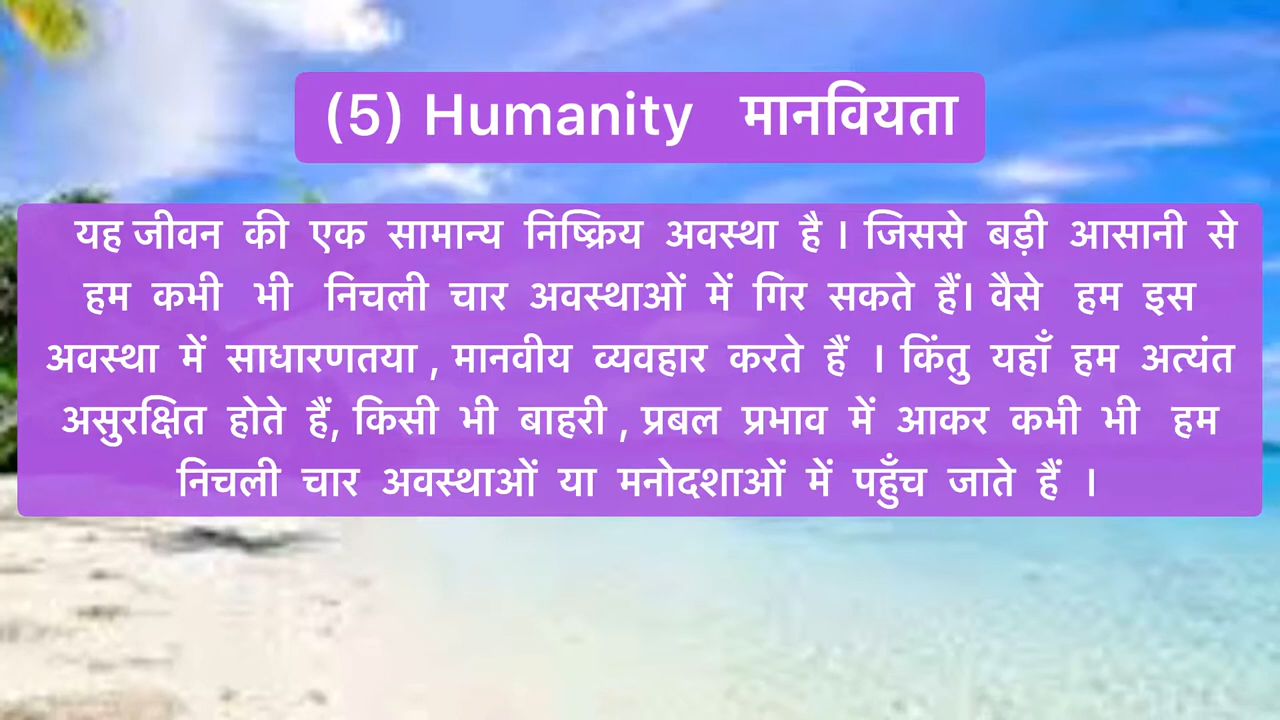 (5) Humanity मानवियता
यह जीवन की एक सामान्य निष्क्रिय अवस्था है । जिससे बड़ी आसानी से
हम कभी भी निचली चार अवस्थाओं में गिर सकते हैं। वैसे हम इस
अवस्था में साधारणतया , मानवीय व्यवहार करते हैं । किंतु यहाँ हम अत्यंत
असुरक्षित होते हैं, किसी भी बाहरी , प्रबल प्रभाव में आकर कभी भी हम
निचली चार अवस्थाओं या मनोदशाओं में पहुँच जाते हैं ।